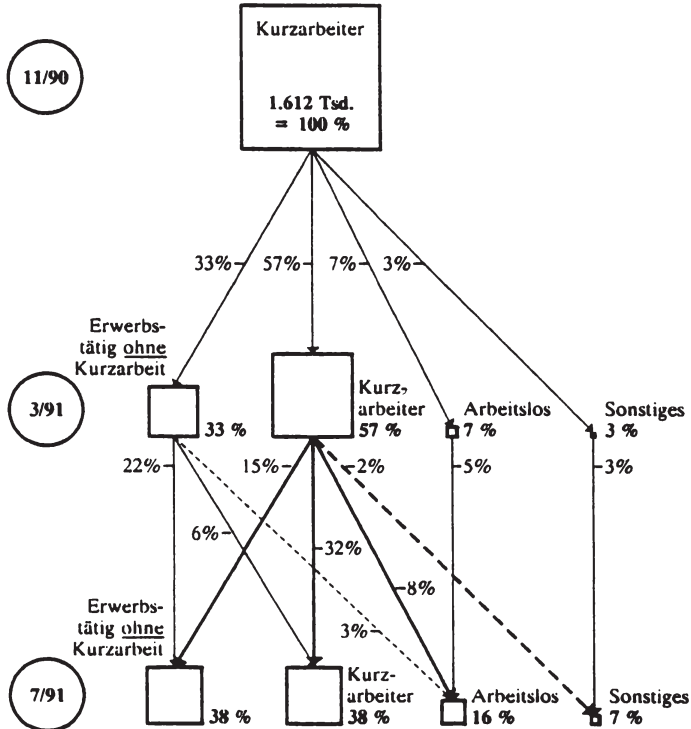 Kurzarbeiter
11/90
1.612 Tsd.
= 100 %
33% 57% 7% 3%
Erwerbs-
tätig ohne
Kurzarbeit
3/91
33 %
Kurz-
arbeiter
57 %
Arbeitslos
7 %
Sonstiges
3 %
22% 15% 2% 5% 3%
6%
32%
8%
3%
Erwerbs-
tätig ohne
Kurzarbeit
7/91
38 %
Kurz-
arbeiter
38 %
Arbeitslos
16 %
Sonstiges
7 %